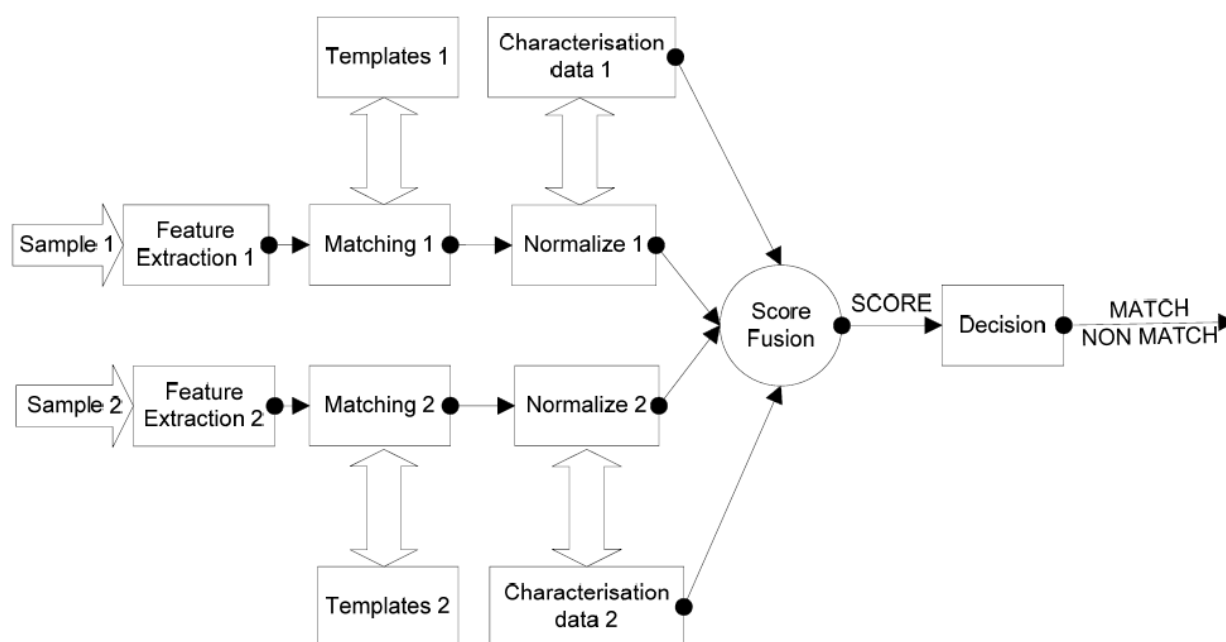 Templates 1
Characterisation
data 1
Sample 1
Feature
Extraction 1
Matching 1
Normalize 1
Score
Fusion
SCORE
Decision
MATCH
NON MATCH
Sample 2
Feature
Extraction 2
Matching 2
Normalize 2
Templates 2
Characterisation
data 2